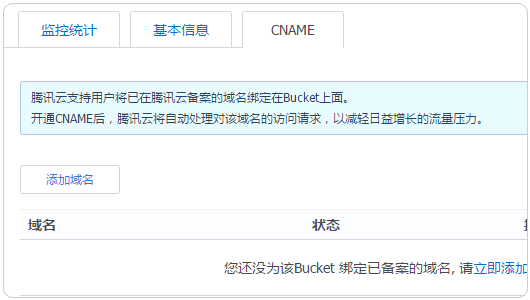 监控统计 基本信息 CNAME
腾讯云支持用户将已在腾讯云备案的域名绑定在Bucket上面。
开通CNAME后，腾讯云将自动处理对该域名的访问请求，以减轻日益增长的流量压力。
添加域名
域名 状态
您还没为该Bucket 绑定已备案的域名, 请立即添加